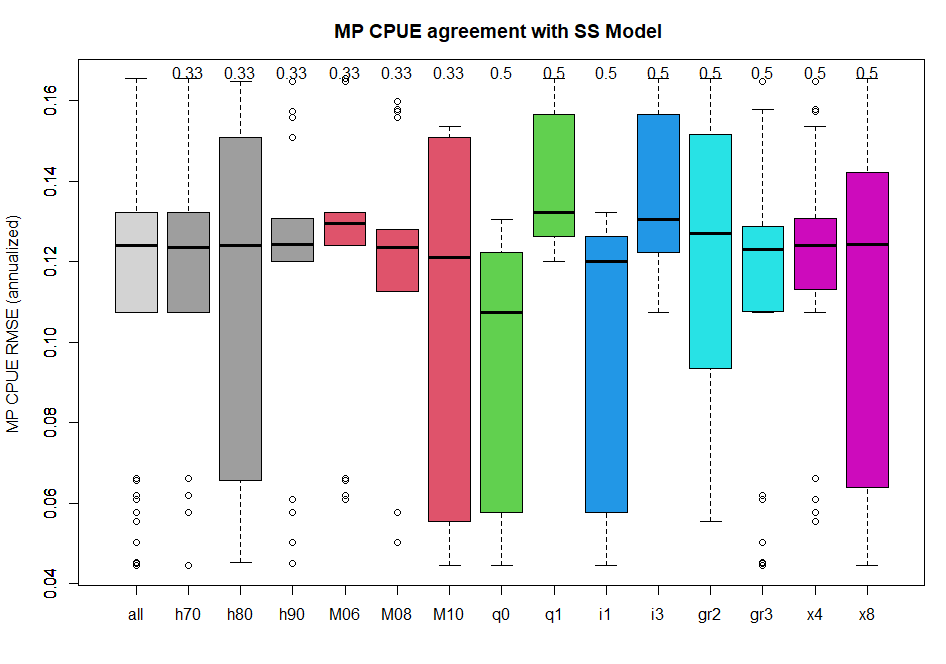 MP CPUE agreement with SS Model
0.33 0.33 0.33 0.33 0.33 0.33 0.5 0.5 0.5 0.5 0.5 0.5 0.5 0.5
MP CPUE RMSE (annualized)
0.16
0.14
0.12
0.10
0.08
0.06
0.04
all h70 h80 h90 M06 M08 M10 q0 q1 i1 i3 gr2 gr3 x4 x8